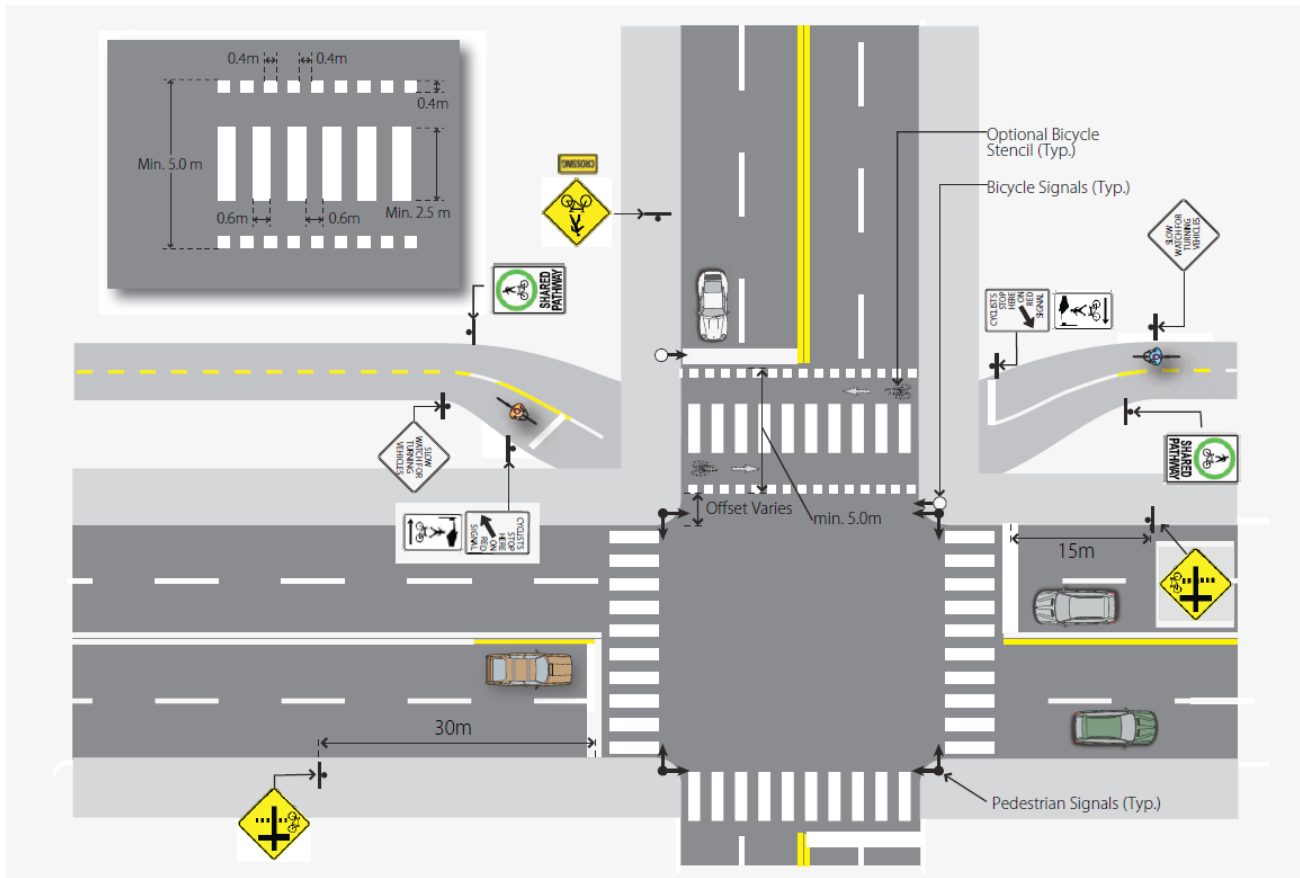 0.4m
0.4m
0.4m
Min. 5.0 m
0.6m
0.6m
Min. 2.5 m
CROSSING
Optional Bicycle
Stencil (Typ.)
Bicycle Signals (Typ.)
SLOW
WATCH FOR
TURNING
VEHICLES
SHARED
PATHWAY
CYCLISTS
STOP
HERE
ON
RED
SIGNAL
SLOW
WATCH FOR
TURNING
VEHICLES
SHARED
PATHWAY
Offset Varies
min. 5.0m
CYCLISTS
STOP
HERE
ON
RED
SIGNAL
15m
30m
Pedestrian Signals (Typ.)